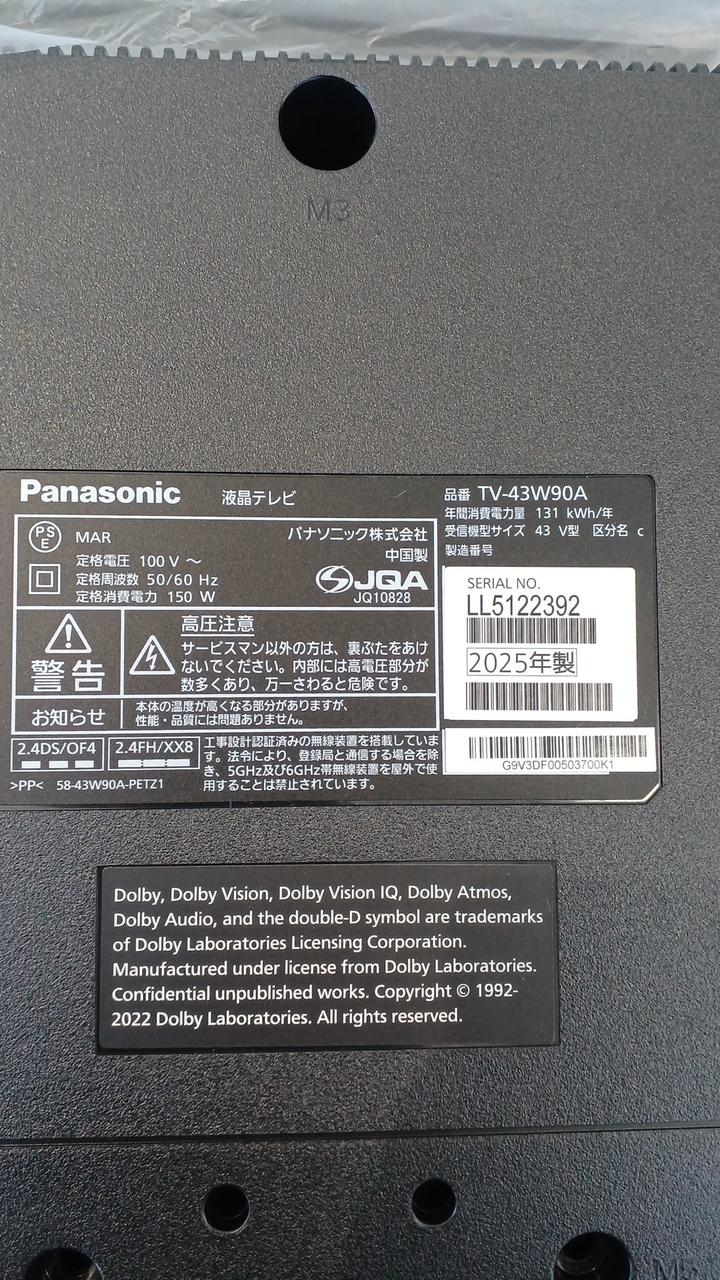 M3
Panasonic 液晶テレビ
PS
E
MAR
パナソニック株式会社
中国製
定格電圧 100 V ～
定格周波数 50/60 Hz
定格消費電力 150 W
JQA
JQ10828
警告
高圧注意
サービスマン以外の方は、裏ぶたをあけ
ないでください。内部には高電圧部分が
数多くあり、万一さわると危険です。
お知らせ
本体の温度が高くなる部分がありますが、
性能・品質には問題ありません。
2.4DS/OF4
2.4FH/XX8
工事設計認証済みの無線装置を搭載していま
す。法令により、登録局と通信する場合を除
き、5GHz及び6GHz帯無線装置を屋外で使
用することは禁止されています。
>PP< 58-43W90A-PETZ1
品番 TV-43W90A
年間消費電力量 131 kWh/年
受信機型サイズ 43 V型 区分名 c
製造番号
SERIAL NO.
LL5122392
2025年製
G9V3DF00503700K1
Dolby, Dolby Vision, Dolby Vision IQ, Dolby Atmos,
Dolby Audio, and the double-D symbol are trademarks
of Dolby Laboratories Licensing Corporation.
Manufactured under license from Dolby Laboratories.
Confidential unpublished works. Copyright © 1992-
2022 Dolby Laboratories. All rights reserved.